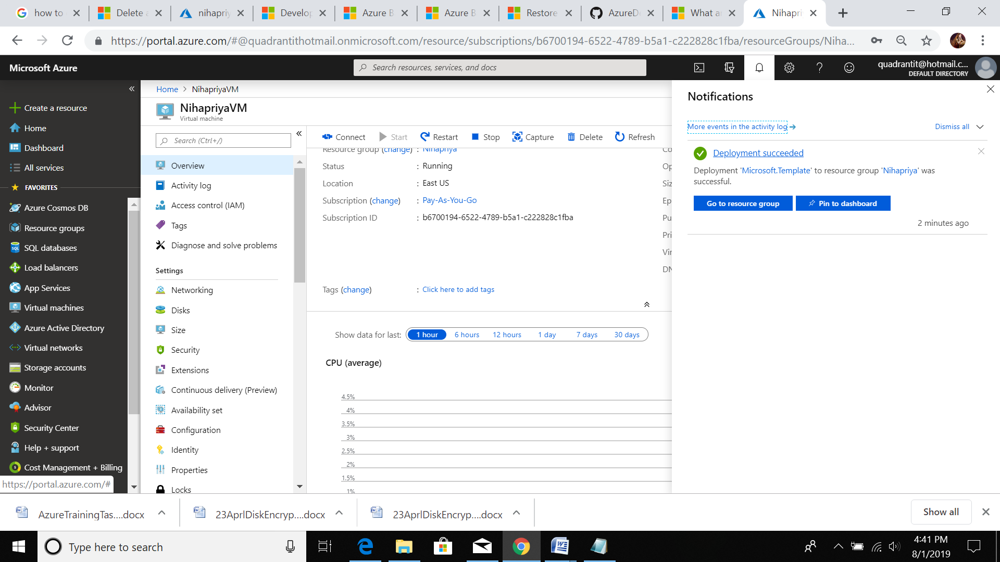 how to
Delete a
nihapriy
Develop
Azure B
Azure B
Restore
AzureD
What ar
Nihapri
https://portal.azure.com/#@quadrantithotmail.onmicrosoft.com/resource/subscriptions/b6700194-6522-4789-b5a1-c222828c1fba/resourceGroups/Niha...
Microsoft Azure
Search resources, services, and docs
quadrantit@hotmail.c...
DEFAULT DIRECTORY
Create a resource
Home
Dashboard
All services
FAVORITES
Azure Cosmos DB
Resource groups
SQL databases
Load balancers
App Services
Virtual machines
Azure Active Directory
Virtual networks
Storage accounts
Monitor
Advisor
Security Center
Help + support
Cost Management + Billing
https://portal.azure.com/#
Home > NihapriyaVM
NihapriyaVM
Virtual machine
Search (Ctrl+/)
Overview
Activity log
Access control (IAM)
Tags
Diagnose and solve problems
Settings
Networking
Disks
Size
Security
Extensions
Continuous delivery (Preview)
Availability set
Configuration
Identity
Properties
Locks
Connect Start Restart Stop Capture Delete Refresh
Resource group (change) : Nihapriya
Status : Running
Location : East US
Subscription (change) : Pay-As-You-Go
Subscription ID : b6700194-6522-4789-b5a1-c222828c1fba
Co
Siz
Ep
Pu
Pri
Vir
DN
Tags (change) : Click here to add tags
Show data for last: 1 hour 6 hours 12 hours 1 day 7 days 30 days
CPU (average)
4.5%
4%
3.5%
3%
2.5%
2%
1.5%
1%
Notifications
More events in the activity log
Dismiss all
Deployment succeeded
Deployment 'Microsoft.Template' to resource group 'Nihapriya' was
successful.
Go to resource group
Pin to dashboard
2 minutes ago
AzureTrainingTas....docx
23AprlDiskEncryp....docx
23AprlDiskEncryp....docx
Show all
Type here to search
4:41 PM
8/1/2019